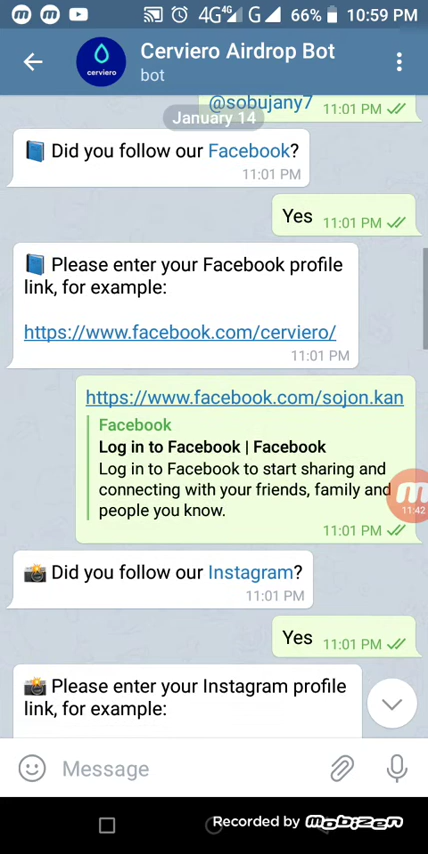 4G 4G G 66% 10:59 PM
Cerviero Airdrop Bot
cerviero
bot
@sobujany7 11:01 PM
January 14
Did you follow our Facebook?
11:01 PM
Yes 11:01 PM
Please enter your Facebook profile
link, for example:
https://www.facebook.com/cerviero/
11:01 PM
https://www.facebook.com/sojon.kan
Facebook
Log in to Facebook | Facebook
Log in to Facebook to start sharing and
connecting with your friends, family and
people you know.
11:42
11:01 PM
Did you follow our Instagram?
11:01 PM
Yes 11:01 PM
Please enter your Instagram profile
link, for example:
Message
Recorded by mobizen